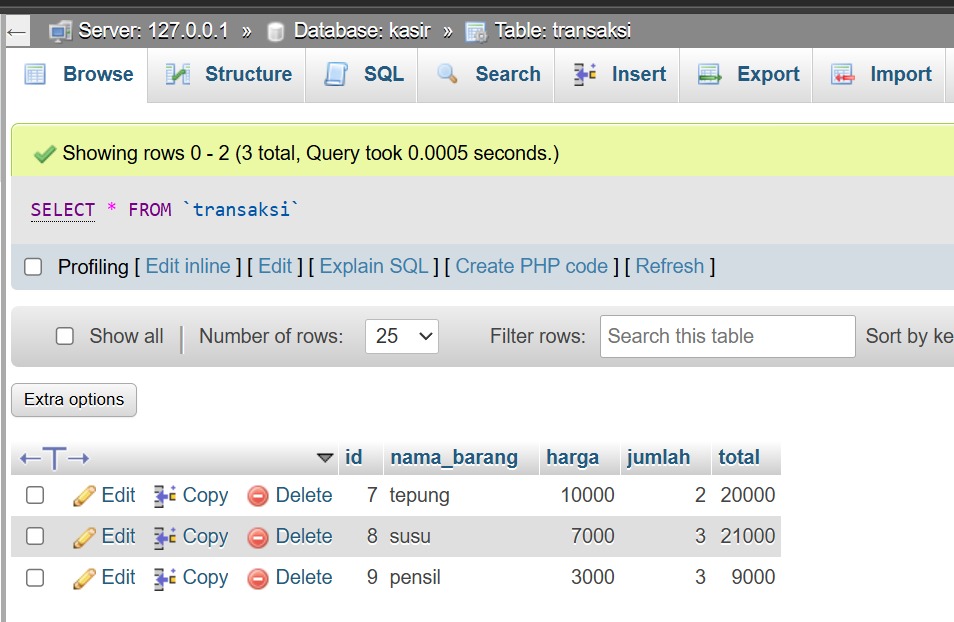 Server: 127.0.0.1 » Database: kasir » Table: transaksi
Browse Structure SQL Search Insert Export Import
Showing rows 0 - 2 (3 total, Query took 0.0005 seconds.)
SELECT * FROM `transaksi`
Profiling [ Edit inline ] [ Edit ] [ Explain SQL ] [ Create PHP code ] [ Refresh ]
Show all Number of rows: 25 Filter rows: Search this table Sort by ke
Extra options
id nama_barang harga jumlah total
Edit Copy Delete 7 tepung 10000 2 20000
Edit Copy Delete 8 susu 7000 3 21000
Edit Copy Delete 9 pensil 3000 3 9000